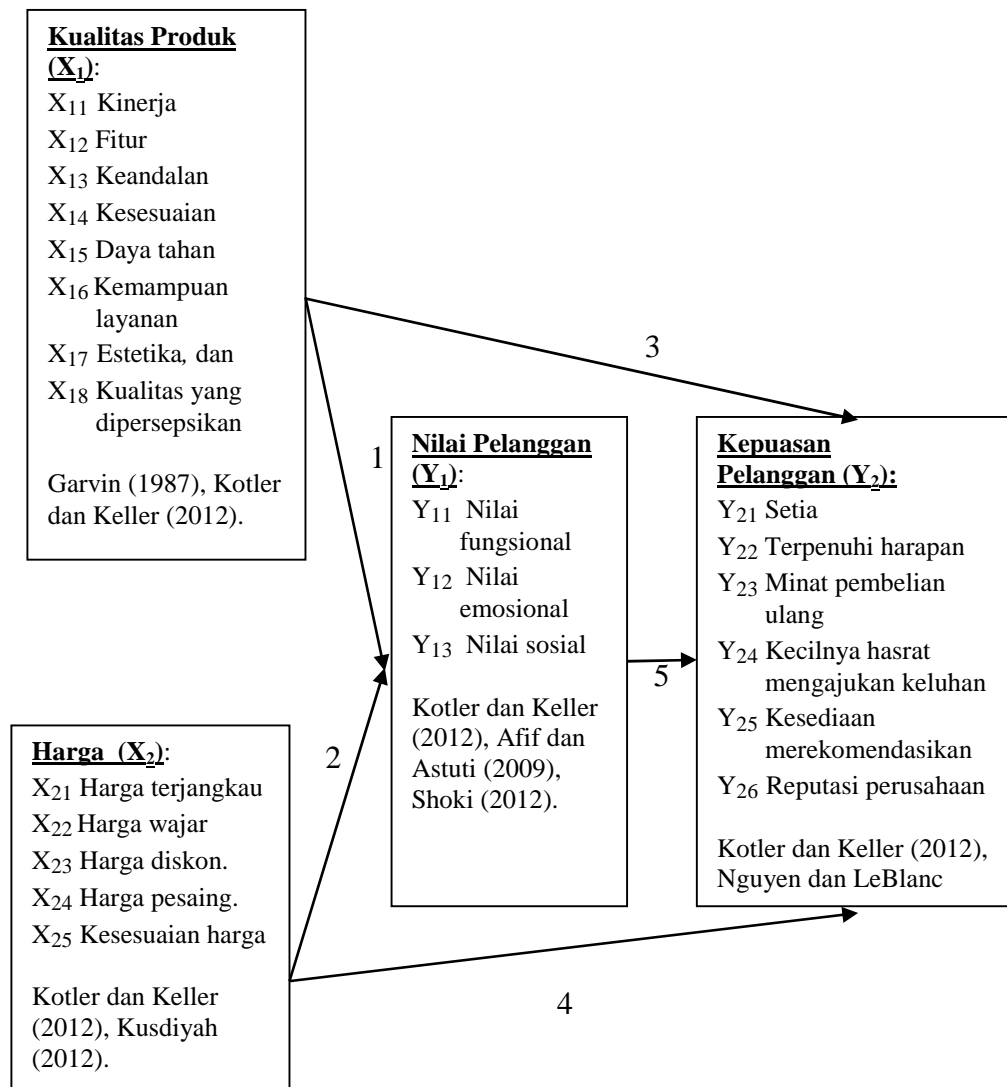 Kualitas Produk
(X1):
X11 Kinerja
X12 Fitur
X13 Keandalan
X14 Kesesuaian
X15 Daya tahan
X16 Kemampuan
layanan
X17 Estetika, dan
X18 Kualitas yang
dipersepsikan
Garvin (1987), Kotler
dan Keller (2012).
3
1
Nilai Pelanggan
(Y1):
Y11 Nilai
fungsional
Y12 Nilai
emosional
Y13 Nilai sosial
Kotler dan Keller
(2012), Afif dan
Astuti (2009),
Shoki (2012).
5
Kepuasan
Pelanggan (Y2):
Y21 Setia
Y22 Terpenuhi harapan
Y23 Minat pembelian
ulang
Y24 Kecilnya hasrat
mengajukan keluhan
Y25 Kesediaan
merekomendasikan
Y26 Reputasi perusahaan
Kotler dan Keller (2012),
Nguyen dan LeBlanc
2
Harga (X2):
X21 Harga terjangkau
X22 Harga wajar
X23 Harga diskon.
X24 Harga pesaing.
X25 Kesesuaian harga
Kotler dan Keller
(2012), Kusdiyah
(2012).
4